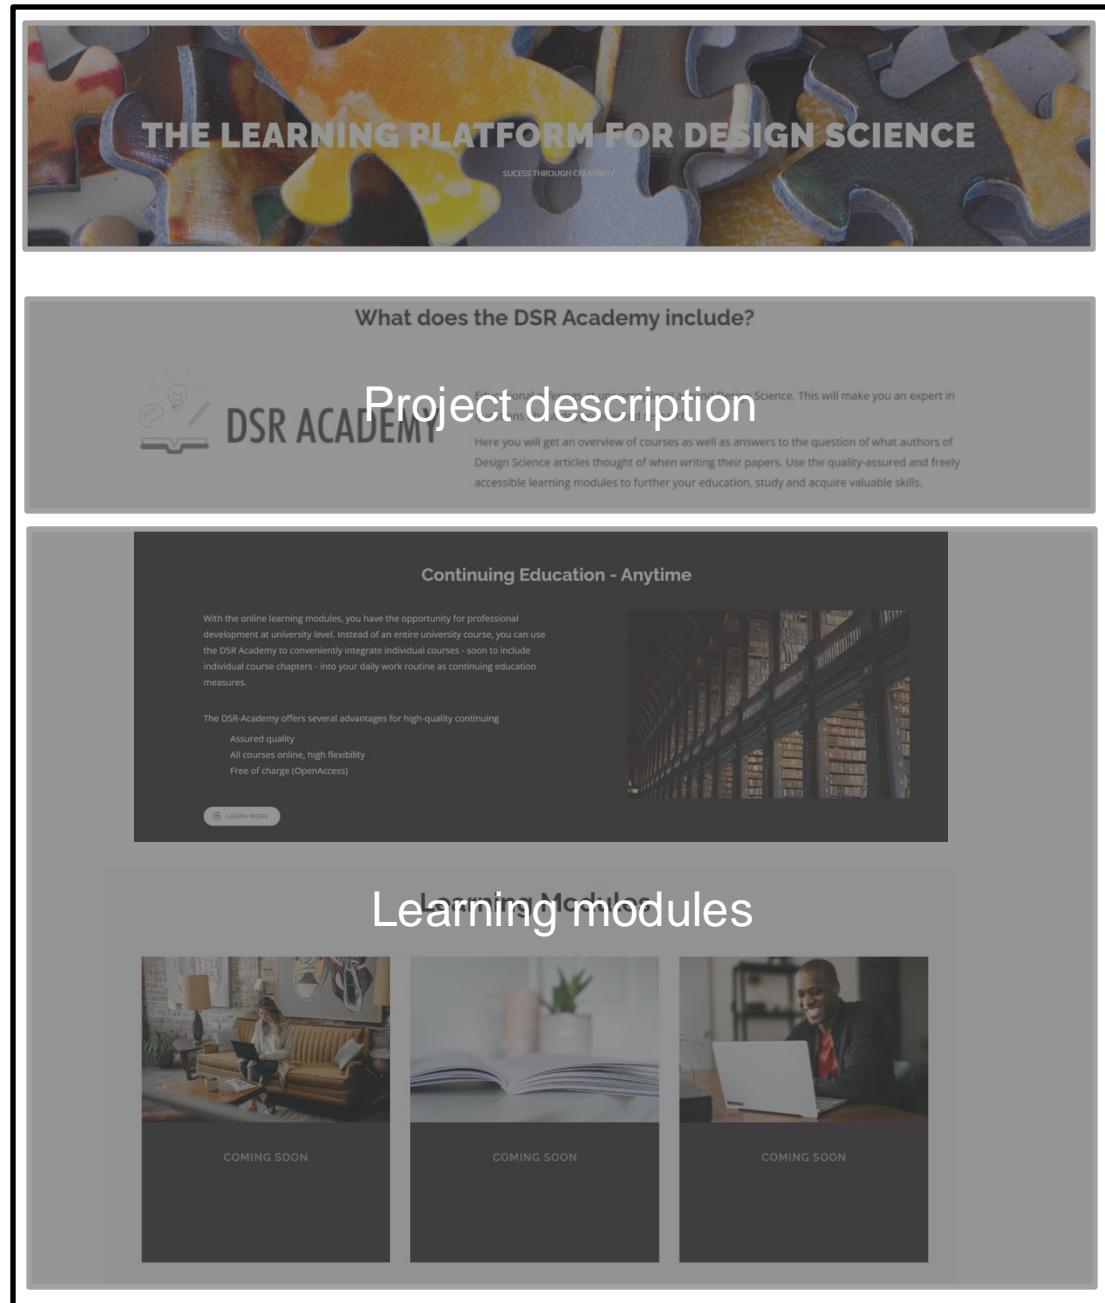 THE LEARNING PLATFORM FOR DESIGN SCIENCE
SUCESS THROUGH CREATIVITY
What does the DSR Academy include?
Project description
DSR ACADEMY
Science. This will make you an expert in
Here you will get an overview of courses as well as answers to the question of what authors of
Design Science articles thought of when writing their papers. Use the quality-assured and freely
accessible learning modules to further your education, study and acquire valuable skills.
Continuing Education - Anytime
With the online learning modules, you have the opportunity for professional
development at university level. Instead of an entire university course, you can use
the DSR Academy to conveniently integrate individual courses - soon to include
individual course chapters - into your daily work routine as continuing education
measures.
The DSR-Academy offers several advantages for high-quality continuing
Assured quality
All courses online, high flexibility
Free of charge (OpenAccess)
LEARN MORE
Learning Modules
Learning modules
COMING SOON
COMING SOON
COMING SOON